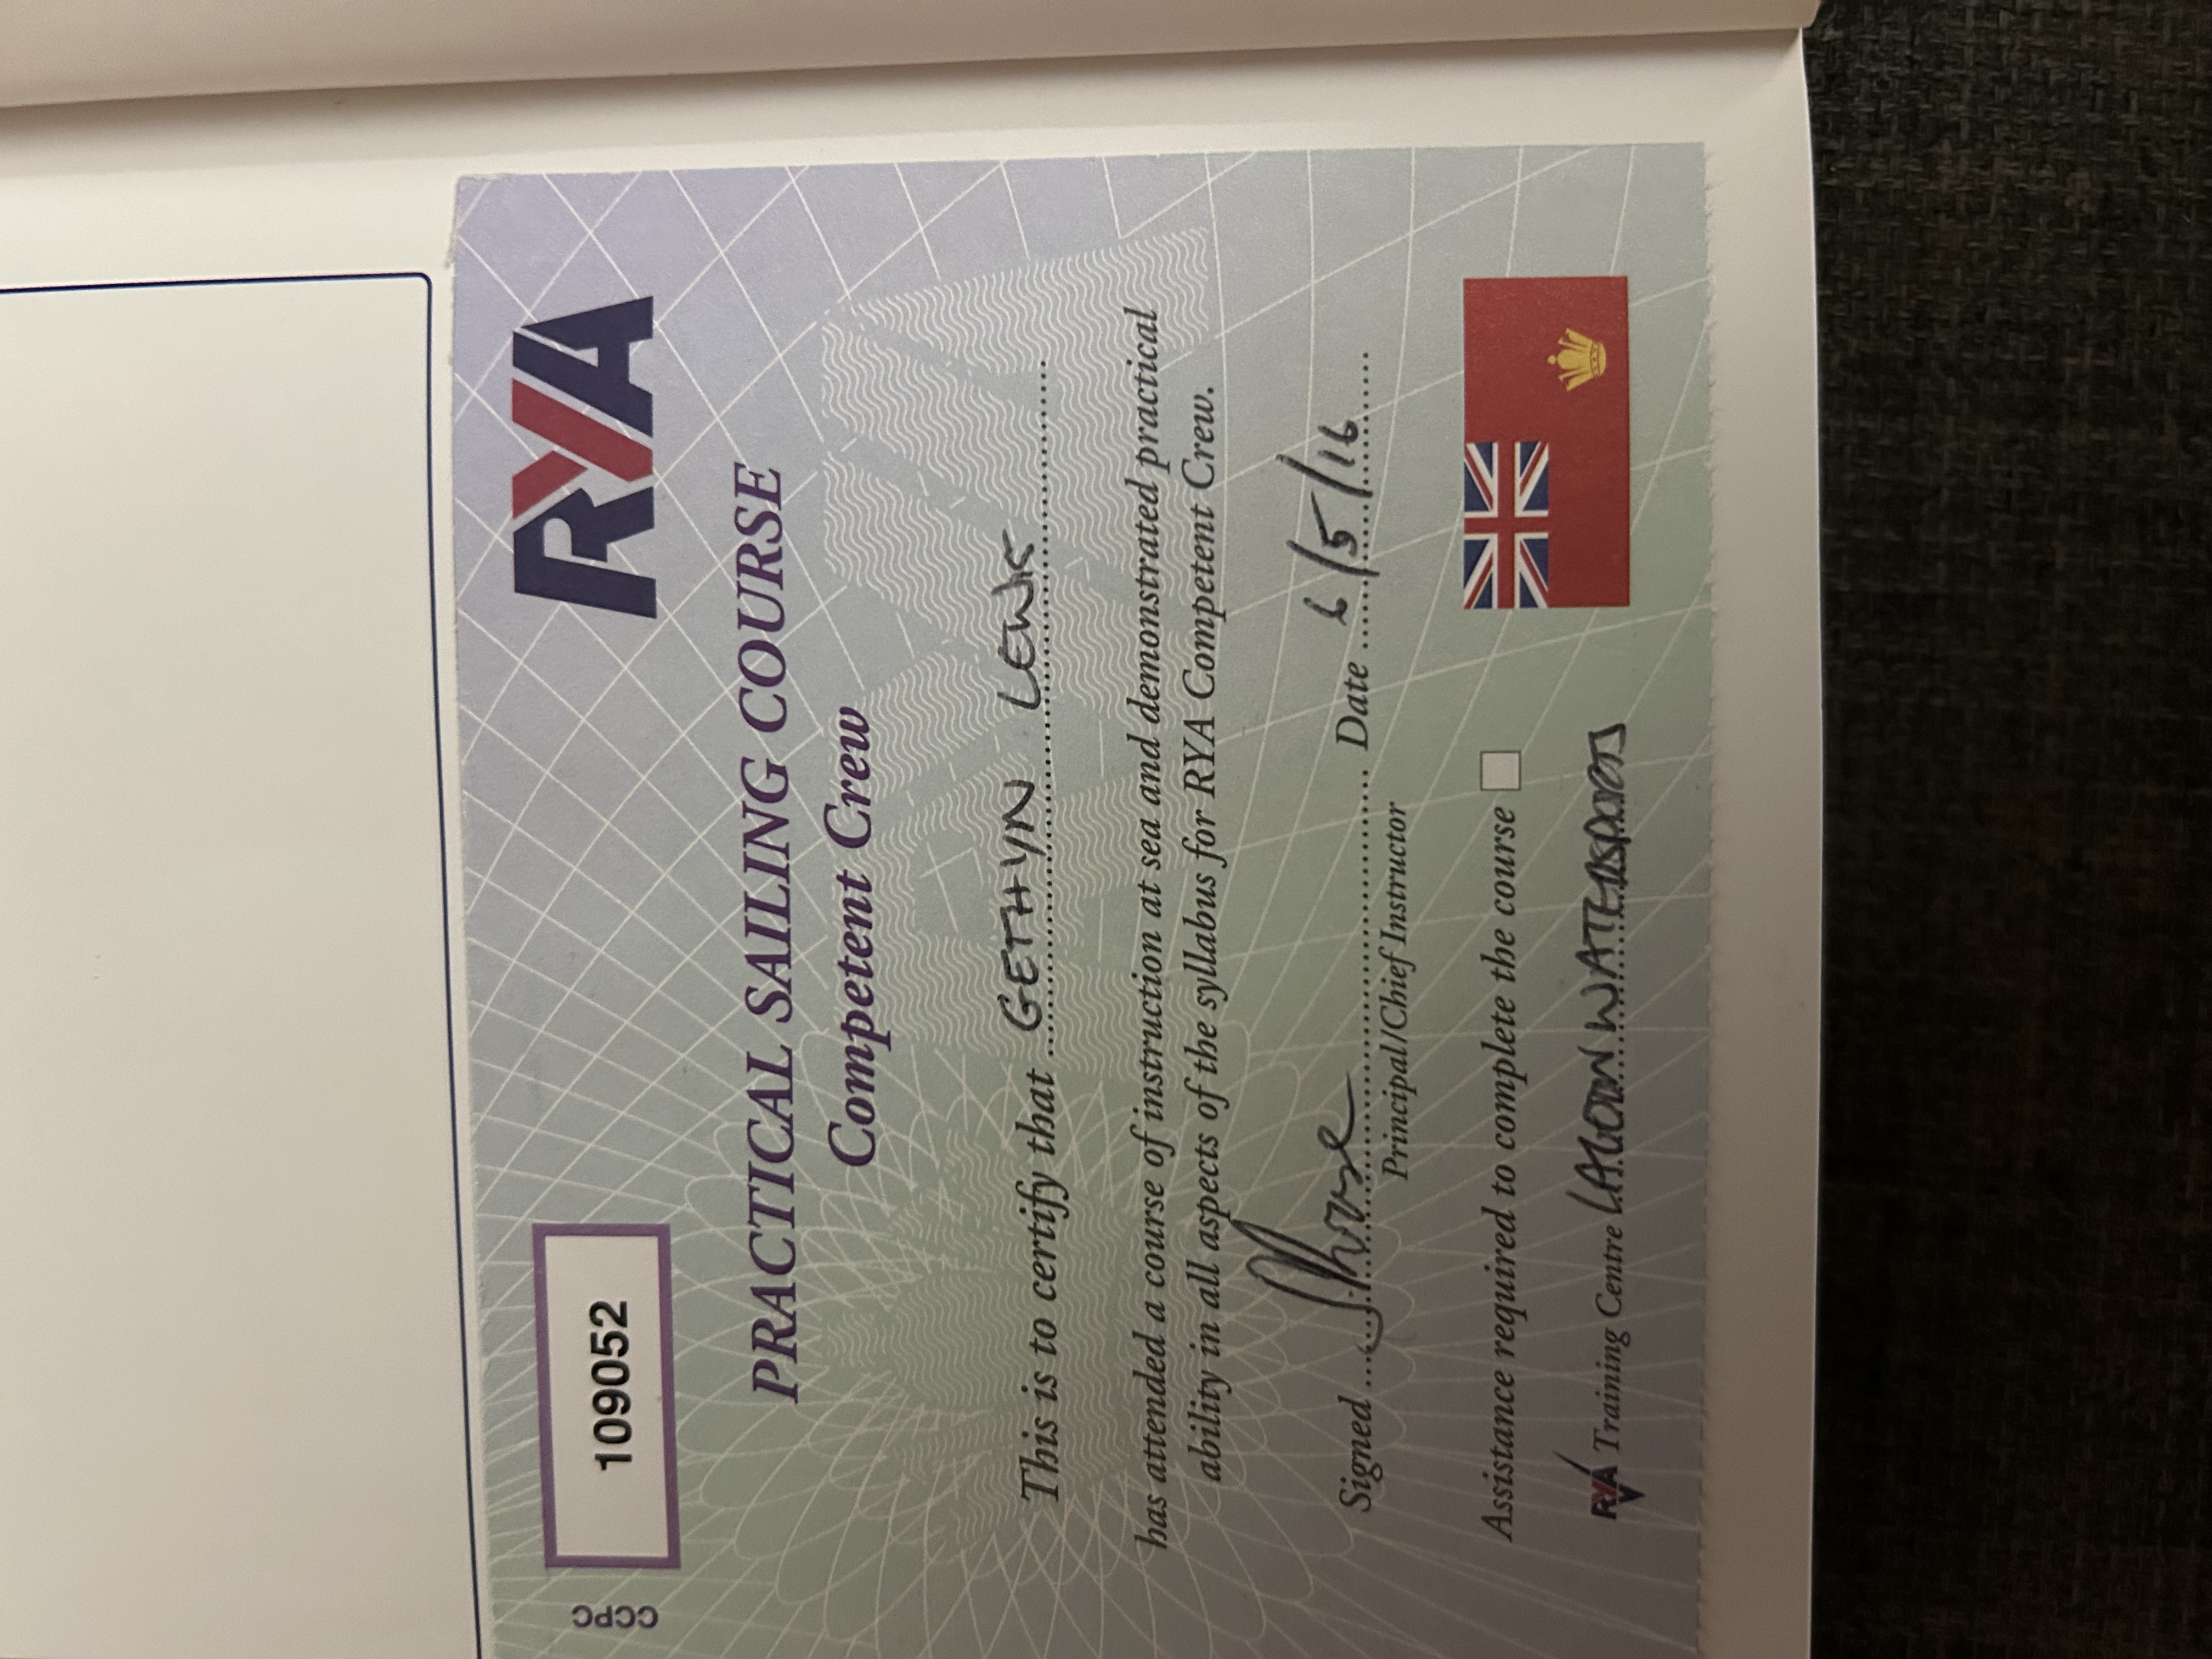 CCPC
109052
RYA
PRACTICAL SAILING COURSE
Competent Crew
This is to certify that GETHYN LEWIS
has attended a course of instruction at sea and demonstrated practical
ability in all aspects of the syllabus for RYA Competent Crew.
Signed Date 6/5/16
Principal/Chief Instructor
Assistance required to complete the course
RYA Training Centre LAGOON WATERSPORTS